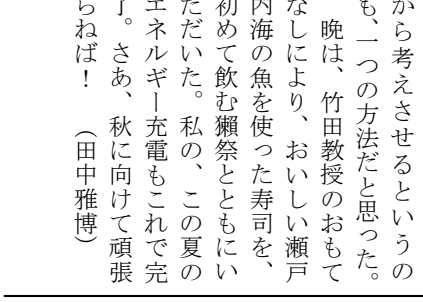 から考えさせるというの
も、一つの方法だと思った。
晩は、竹田教授のおもて
なしにより、おいしい瀬戸
内海の魚を使った寿司を、
初めて飲む獺祭とともにい
ただいた。私の、この夏の
エネルギー充電もこれで完
了。さあ、秋に向けて頑張
らねば！　（田中雅博）